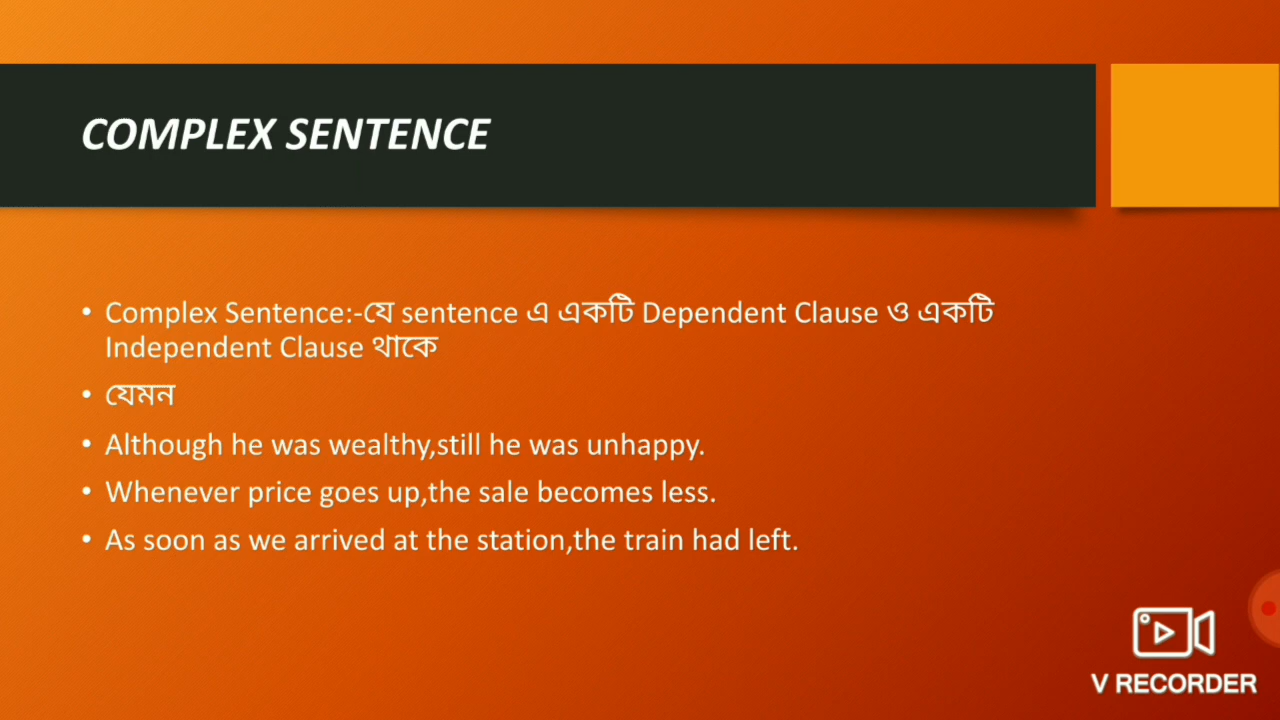 COMPLEX SENTENCE
• Complex Sentence:-যে sentence এ একটি Dependent Clause ও একটি
Independent Clause থাকে
• যেমন
• Although he was wealthy,still he was unhappy.
• Whenever price goes up,the sale becomes less.
• As soon as we arrived at the station,the train had left.
V RECORDER